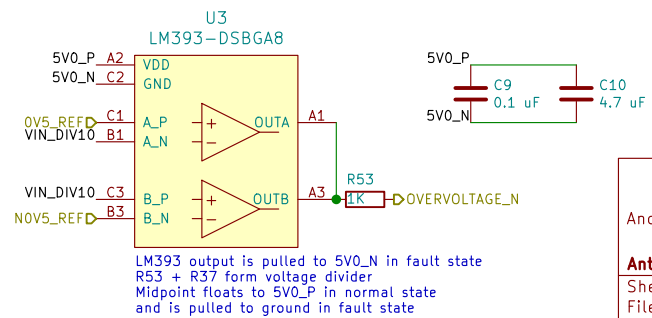 U3
LM393-DSBGA8
5V0_P A2 VDD
5V0_N C2 GND
0V5_REF C1 A_P
VIN_DIV10 B1 A_N
OUTA A1
VIN_DIV10 C3 B_P
N0V5_REF B3 B_N
OUTB A3
+
-
+
-
R53
1K
OVERVOLTAGE_N
5V0_P
C9
0.1 uF
C10
4.7 uF
5V0_N
LM393 output is pulled to 5V0_N in fault state
R53 + R37 form voltage divider
Midpoint floats to 5V0_P in normal state
and is pulled to ground in fault state